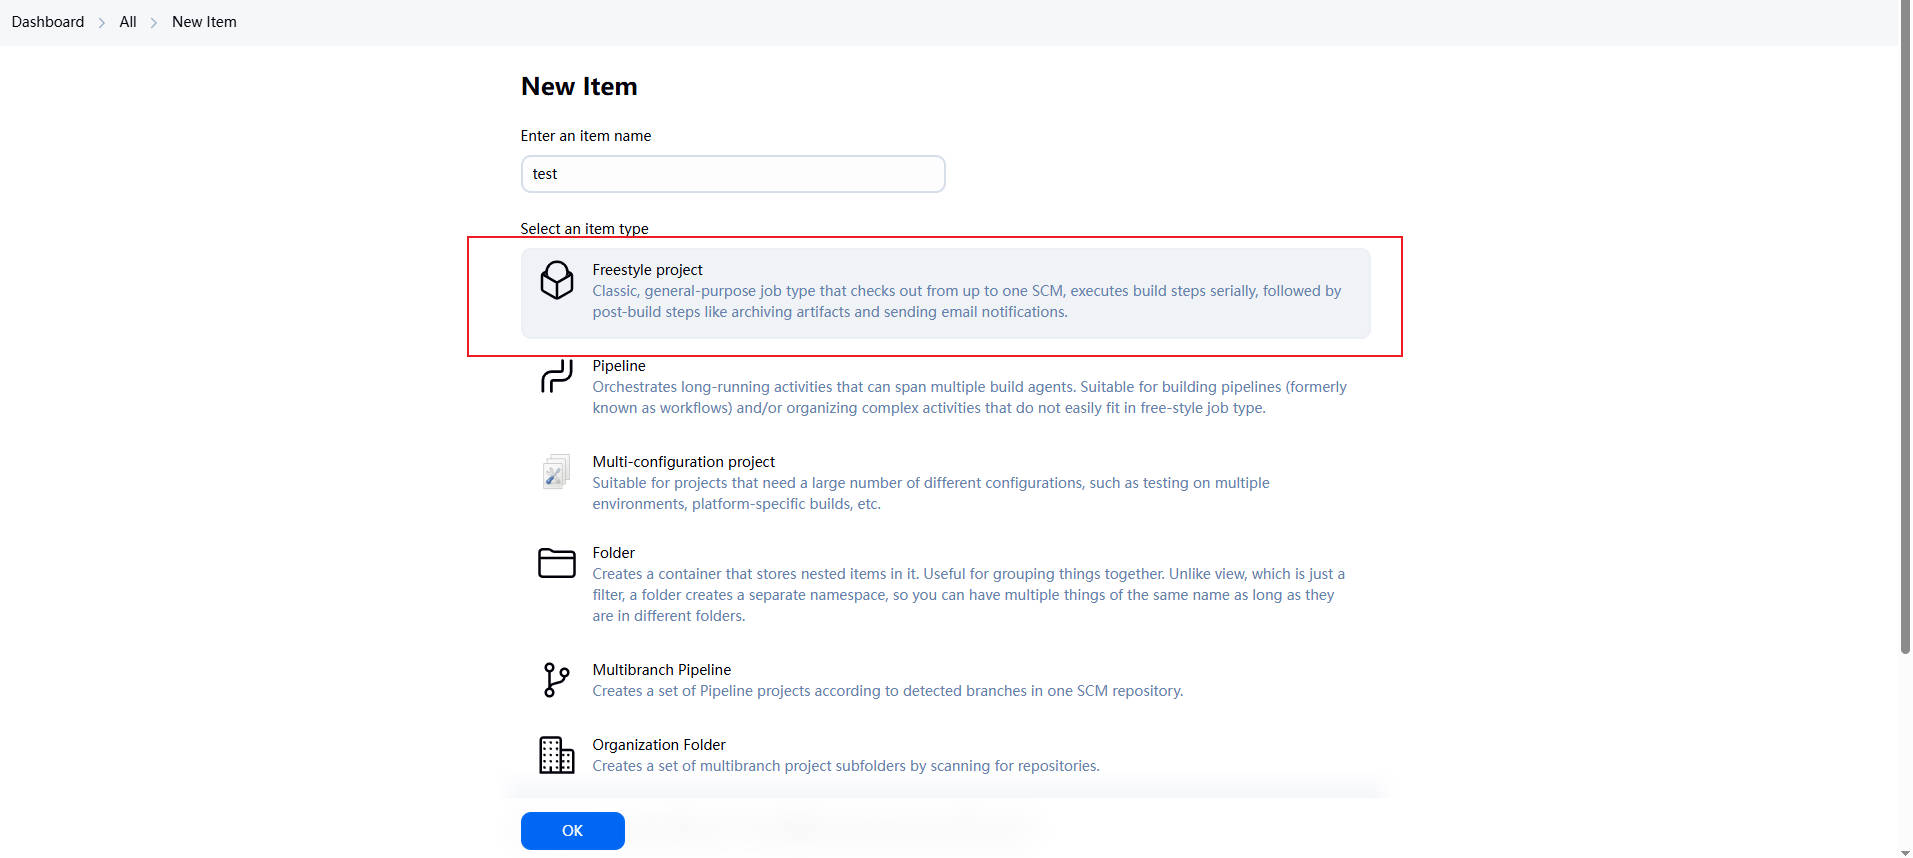 Dashboard > All > New Item
New Item
Enter an item name
test
Select an item type
Freestyle project
Classic, general-purpose job type that checks out from up to one SCM, executes build steps serially, followed by
post-build steps like archiving artifacts and sending email notifications.
Pipeline
Orchestrates long-running activities that can span multiple build agents. Suitable for building pipelines (formerly
known as workflows) and/or organizing complex activities that do not easily fit in free-style job type.
Multi-configuration project
Suitable for projects that need a large number of different configurations, such as testing on multiple
environments, platform-specific builds, etc.
Folder
Creates a container that stores nested items in it. Useful for grouping things together. Unlike view, which is just a
filter, a folder creates a separate namespace, so you can have multiple things of the same name as long as they
are in different folders.
Multibranch Pipeline
Creates a set of Pipeline projects according to detected branches in one SCM repository.
Organization Folder
Creates a set of multibranch project subfolders by scanning for repositories.
OK